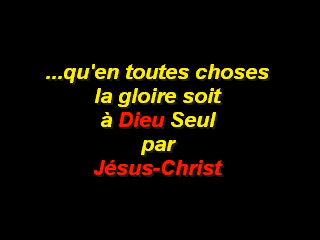 ...qu'en toutes choses
la gloire soit
à Dieu Seul
par
Jésus-Christ